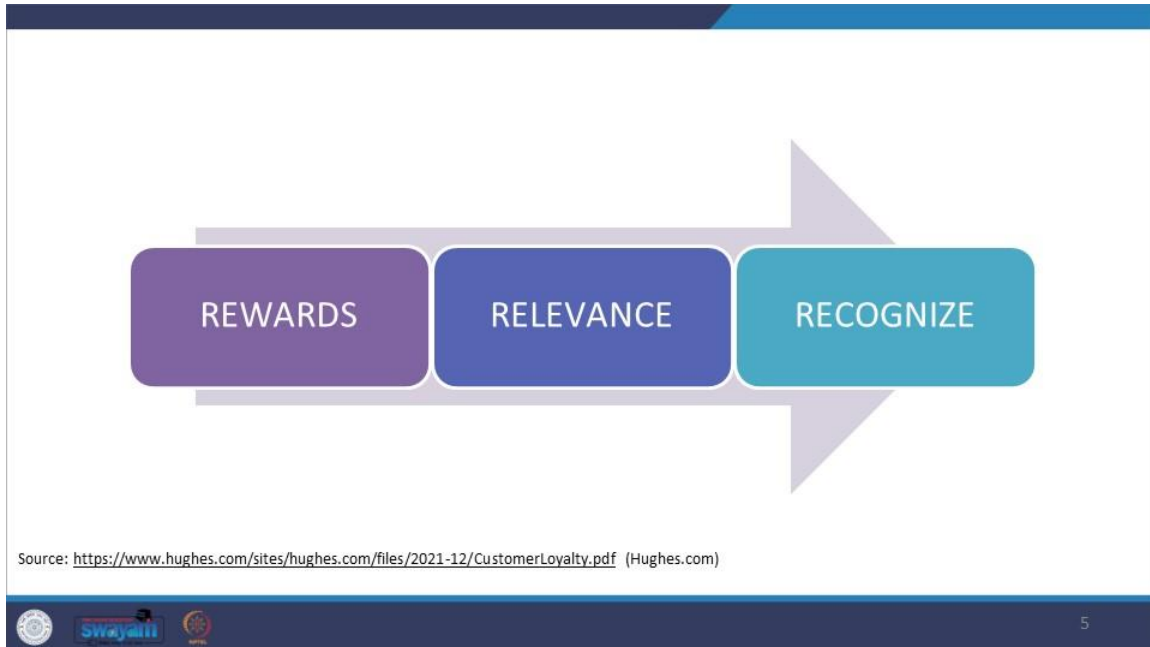 REWARDS
RELEVANCE
RECOGNIZE
Source: https://www.hughes.com/sites/hughes.com/files/2021-12/CustomerLoyalty.pdf (Hughes.com)
swayam
5